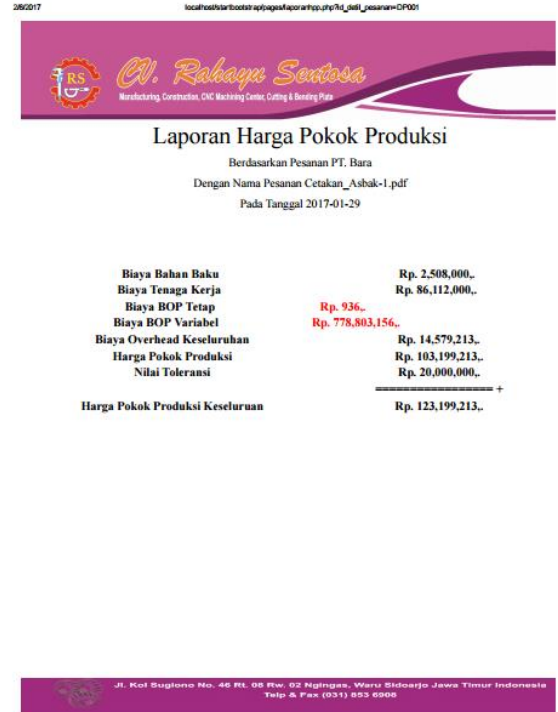 2/8/2017 localhost/startbootstrap/pages/laporanhpp.php?id_detil_pesanan=DP001
RS
CV. Rahayu Sentosa
Manufacturing, Construction, CNC Machining Center, Cutting & Bending Plate
Laporan Harga Pokok Produksi
Berdasarkan Pesanan PT. Bara
Dengan Nama Pesanan Cetakan_Asbak-1.pdf
Pada Tanggal 2017-01-29
Biaya Bahan Baku Rp. 2,508,000,.
Biaya Tenaga Kerja Rp. 86,112,000,.
Biaya BOP Tetap Rp. 936,.
Biaya BOP Variabel Rp. 778,803,156,.
Biaya Overhead Keseluruhan Rp. 14,579,213,.
Harga Pokok Produksi Rp. 103,199,213,.
Nilai Toleransi Rp. 20,000,000,.
================== +
Harga Pokok Produksi Keseluruan Rp. 123,199,213,.
Jl. Kol Sugiono No. 46 Rt. 08 Rw. 02 Ngingas, Waru Sidoarjo Jawa Timur Indonesia
Telp & Fax (031) 853 6908